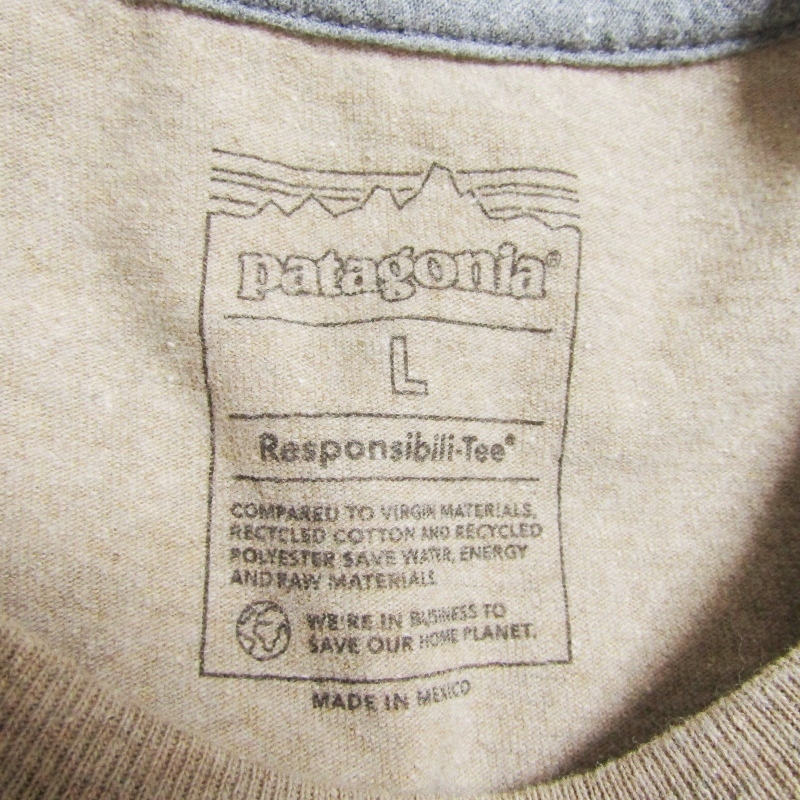 patagonia®
L
Responsibili-Tee®
COMPARED TO VIRGIN MATERIALS,
RECYCLED COTTON AND RECYCLED
POLYESTER SAVE WATER, ENERGY
AND RAW MATERIALS
WE'RE IN BUSINESS TO
SAVE OUR HOME PLANET.
MADE IN MEXICO